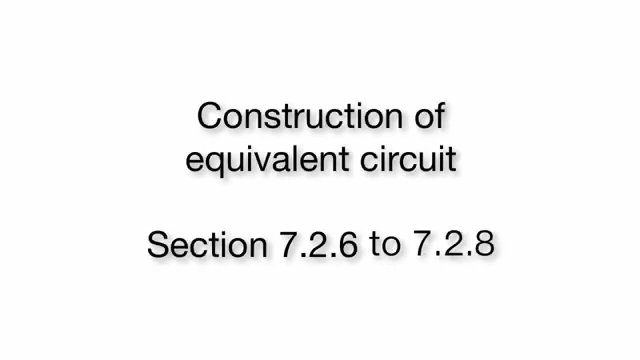 Construction of
equivalent circuit
Section 7.2.6 to 7.2.8